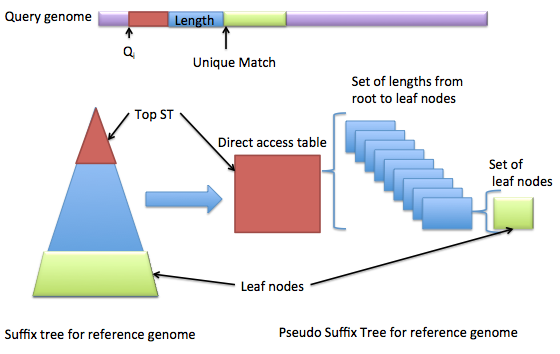 Query genome
Length
Qi
Unique Match
Set of lengths from
root to leaf nodes
Top ST
Direct access table
Set of
leaf nodes
Leaf nodes
Suffix tree for reference genome
Pseudo Suffix Tree for reference genome